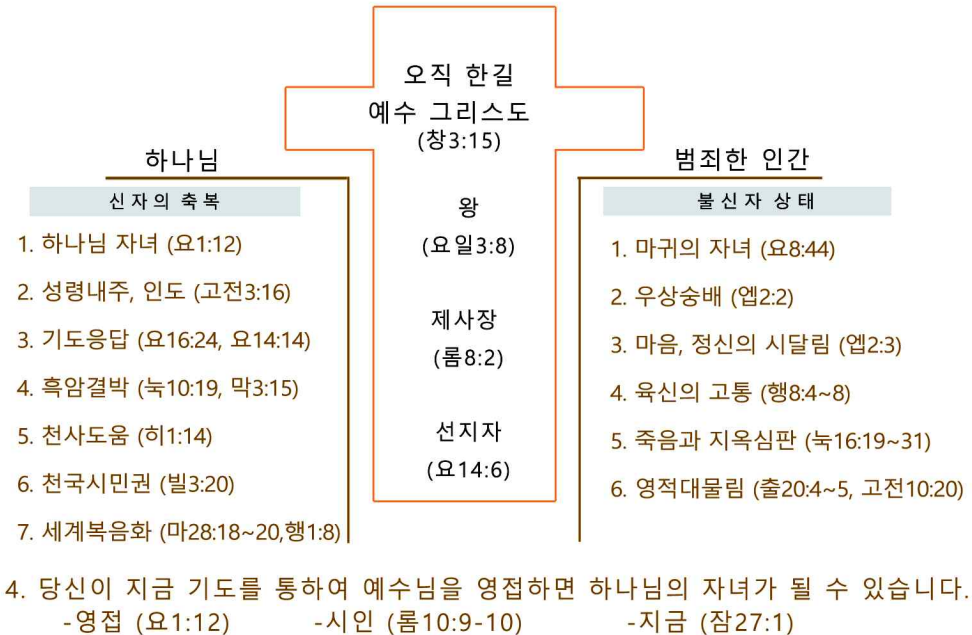 오직 한길
예수 그리스도
(창3:15)
왕
(요일3:8)
제사장
(롬8:2)
선지자
(요14:6)
하나님
신자의 축복
1. 하나님 자녀 (요1:12)
2. 성령내주, 인도 (고전3:16)
3. 기도응답 (요16:24, 요14:14)
4. 흑암결박 (눅10:19, 막3:15)
5. 천사도움 (히1:14)
6. 천국시민권 (빌3:20)
7. 세계복음화 (마28:18~20,행1:8)
범죄한 인간
불신자 상태
1. 마귀의 자녀 (요8:44)
2. 우상숭배 (엡2:2)
3. 마음, 정신의 시달림 (엡2:3)
4. 육신의 고통 (행8:4~8)
5. 죽음과 지옥심판 (눅16:19~31)
6. 영적대물림 (출20:4~5, 고전10:20)
4. 당신이 지금 기도를 통하여 예수님을 영접하면 하나님의 자녀가 될 수 있습니다.
-영접 (요1:12) -시인 (롬10:9-10) -지금 (잠27:1)